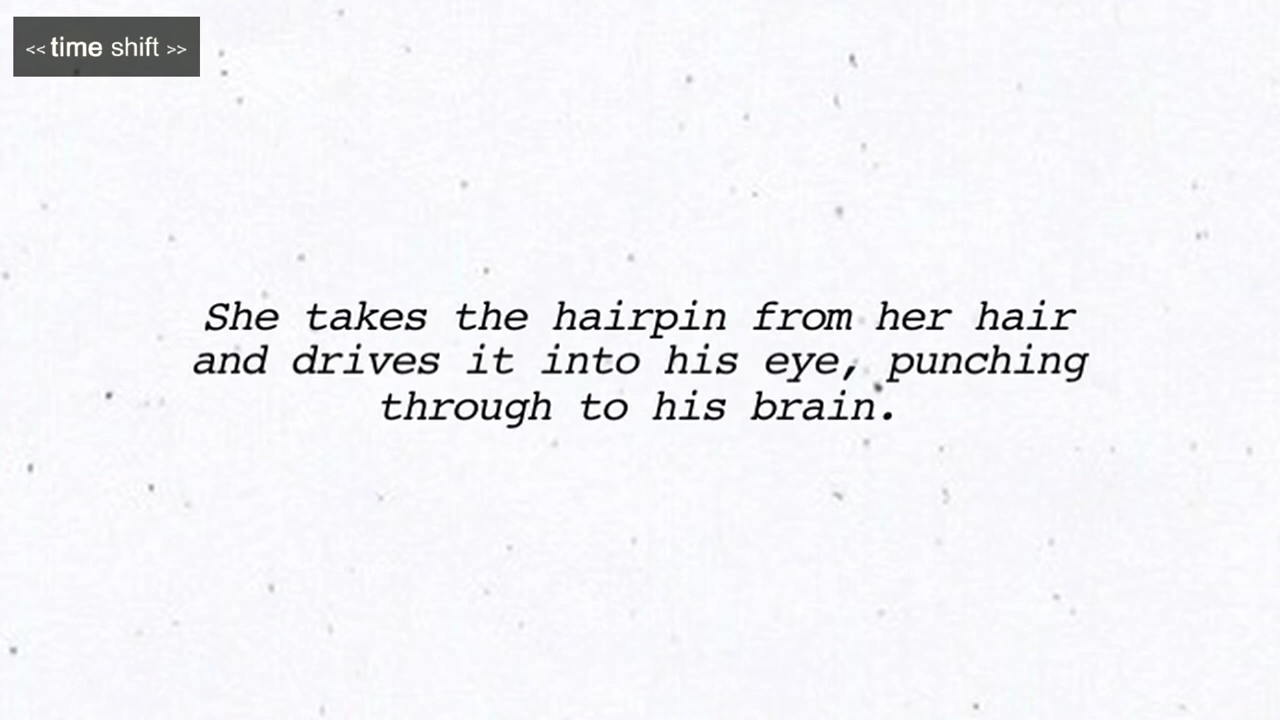 << time shift >>
She takes the hairpin from her hair
and drives it into his eye, punching
through to his brain.